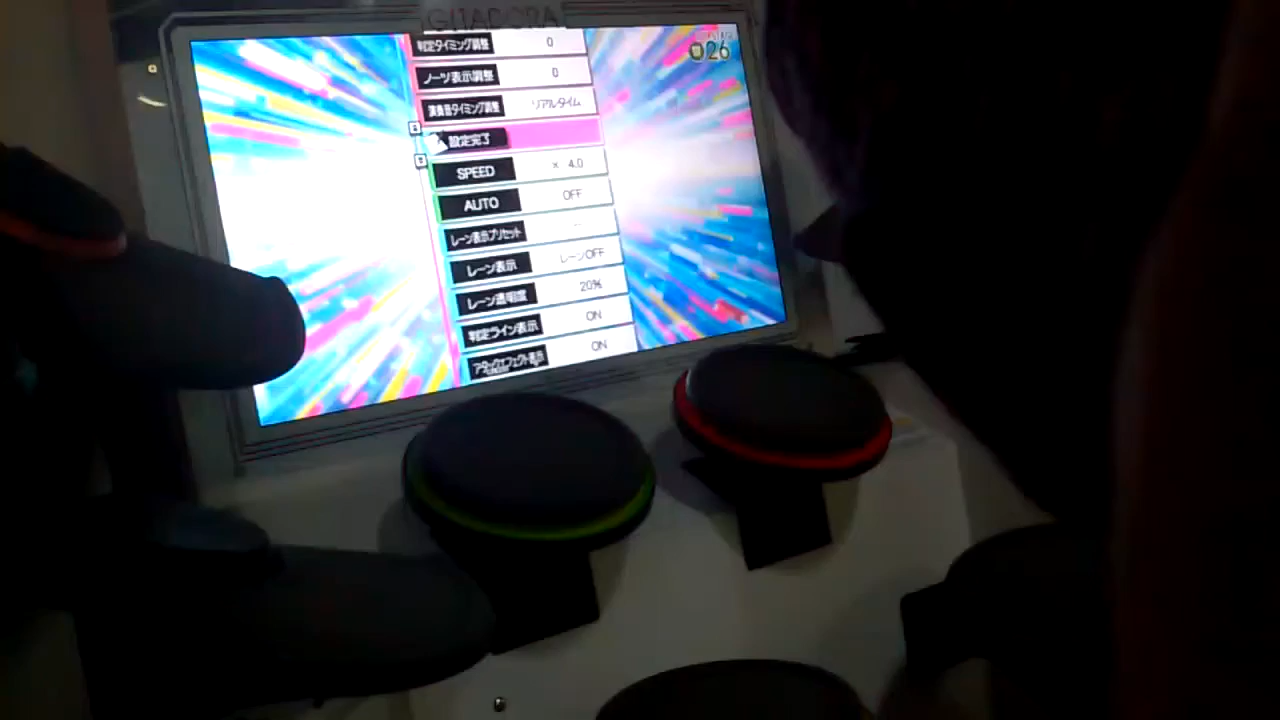 GITADORA
26
判定タイミング調整 0
ノーツ表示調整 0
演奏音タイミング調整 リアルタイム
設定完了
SPEED × 4.0
AUTO OFF
レーン表示プリセット --
レーン表示 レーンOFF
レーン透明度 20%
判定ライン表示 ON
アタックエフェクト表示 ON